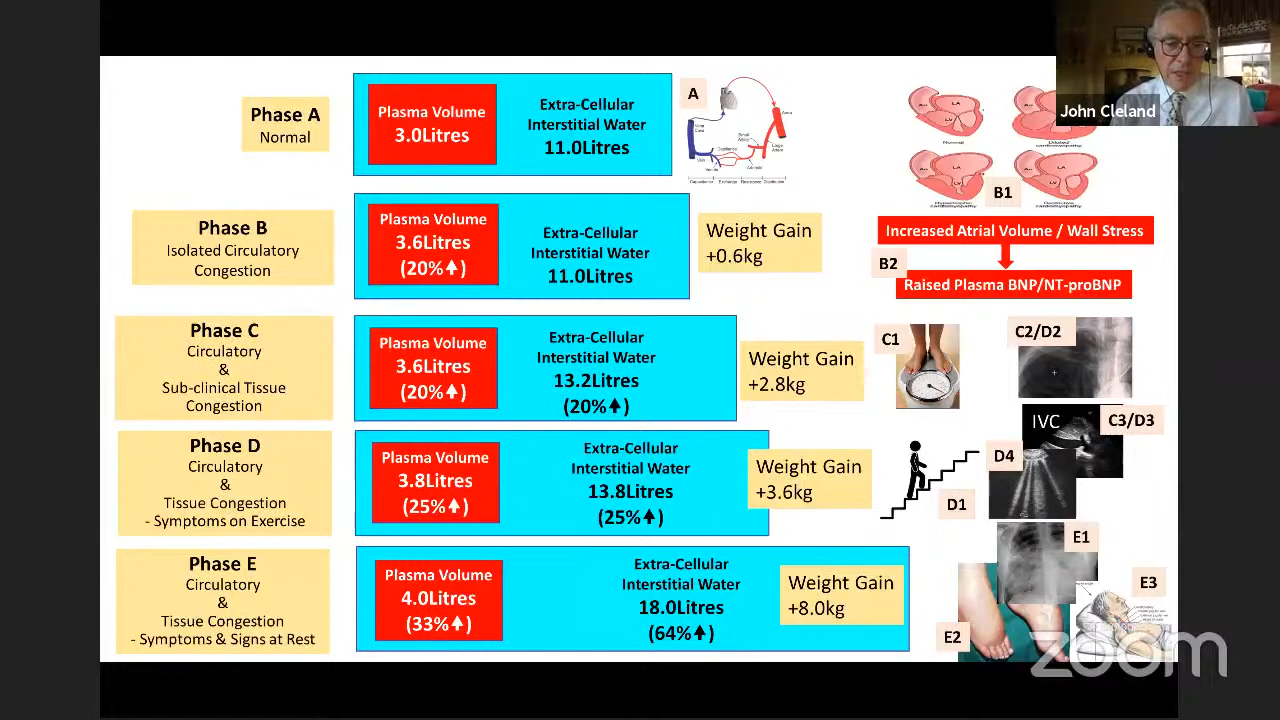 John Cleland
Phase A
Normal
Plasma Volume
3.0Litres
Extra-Cellular
Interstitial Water
11.0Litres
A
B1
Phase B
Isolated Circulatory
Congestion
Plasma Volume
3.6Litres
(20%↑)
Extra-Cellular
Interstitial Water
11.0Litres
Weight Gain
+0.6kg
Increased Atrial Volume / Wall Stress
B2
Raised Plasma BNP/NT-proBNP
Phase C
Circulatory
&
Sub-clinical Tissue
Congestion
Plasma Volume
3.6Litres
(20%↑)
Extra-Cellular
Interstitial Water
13.2Litres
(20%↑)
Weight Gain
+2.8kg
C1
C2/D2
IVC
C3/D3
Phase D
Circulatory
&
Tissue Congestion
- Symptoms on Exercise
Plasma Volume
3.8Litres
(25%↑)
Extra-Cellular
Interstitial Water
13.8Litres
(25%↑)
Weight Gain
+3.6kg
D4
D1
Phase E
Circulatory
&
Tissue Congestion
- Symptoms & Signs at Rest
Plasma Volume
4.0Litres
(33%↑)
Extra-Cellular
Interstitial Water
18.0Litres
(64%↑)
Weight Gain
+8.0kg
E1
E3
E2
zoom